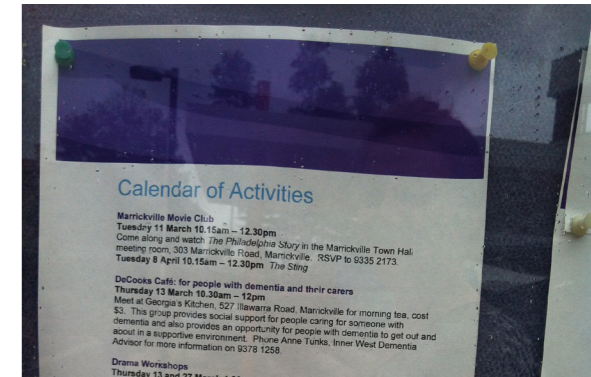 Calendar of Activities
Marrickville Movie Club
Tuesday 11 March 10.15am – 12.30pm
Come along and watch The Philadelphia Story in the Marrickville Town Hall
meeting room, 303 Marrickville Road, Marrickville. RSVP to 9335 2173.
Tuesday 8 April 10.15am – 12.30pm The Sting
DeCooks Café: for people with dementia and their carers
Thursday 13 March 10.30am – 12pm
Meet at Georgia's Kitchen, 527 Illawarra Road, Marrickville for morning tea, cost
$3. This group provides social support for people caring for someone with
dementia and also provides an opportunity for people with dementia to get out and
about in a supportive environment. Phone Anne Tunks, Inner West Dementia
Advisor for more information on 9378 1258.
Drama Workshops
Thursday 13 and 27 March